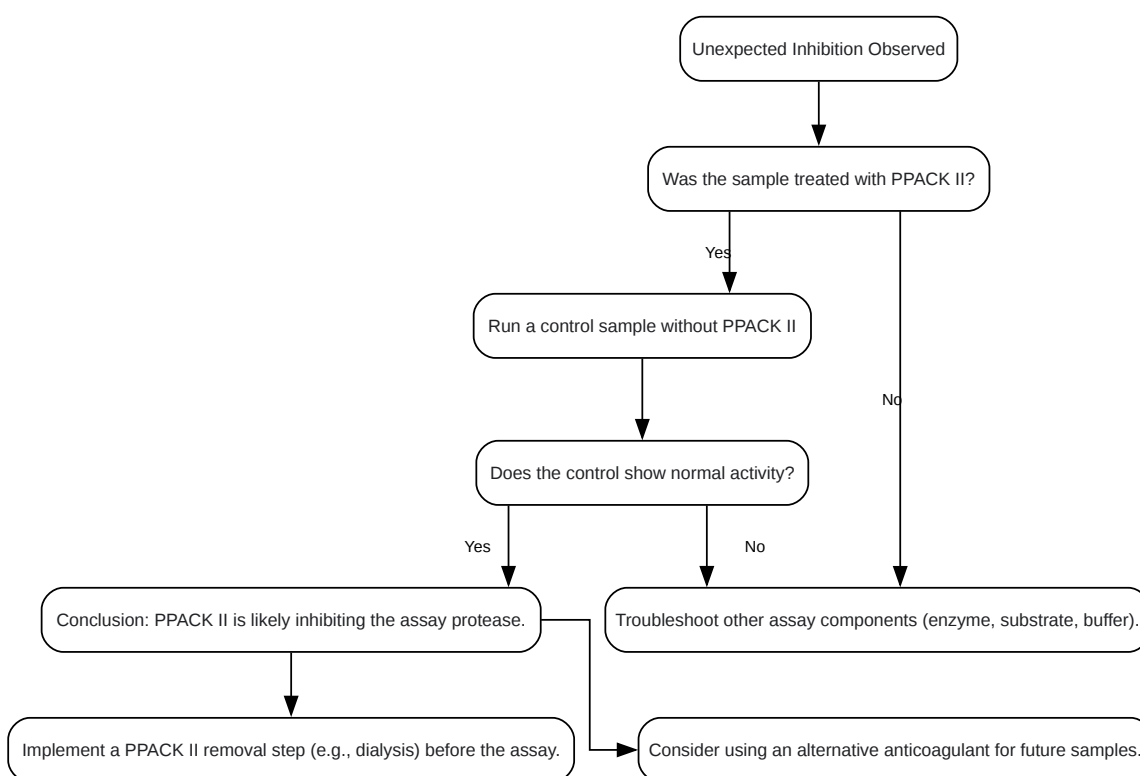 Unexpected Inhibition Observed
Was the sample treated with PPACK II?
Yes
Run a control sample without PPACK II
No
Does the control show normal activity?
Yes
No
Conclusion: PPACK II is likely inhibiting the assay protease.
Troubleshoot other assay components (enzyme, substrate, buffer).
Implement a PPACK II removal step (e.g., dialysis) before the assay.
Consider using an alternative anticoagulant for future samples.